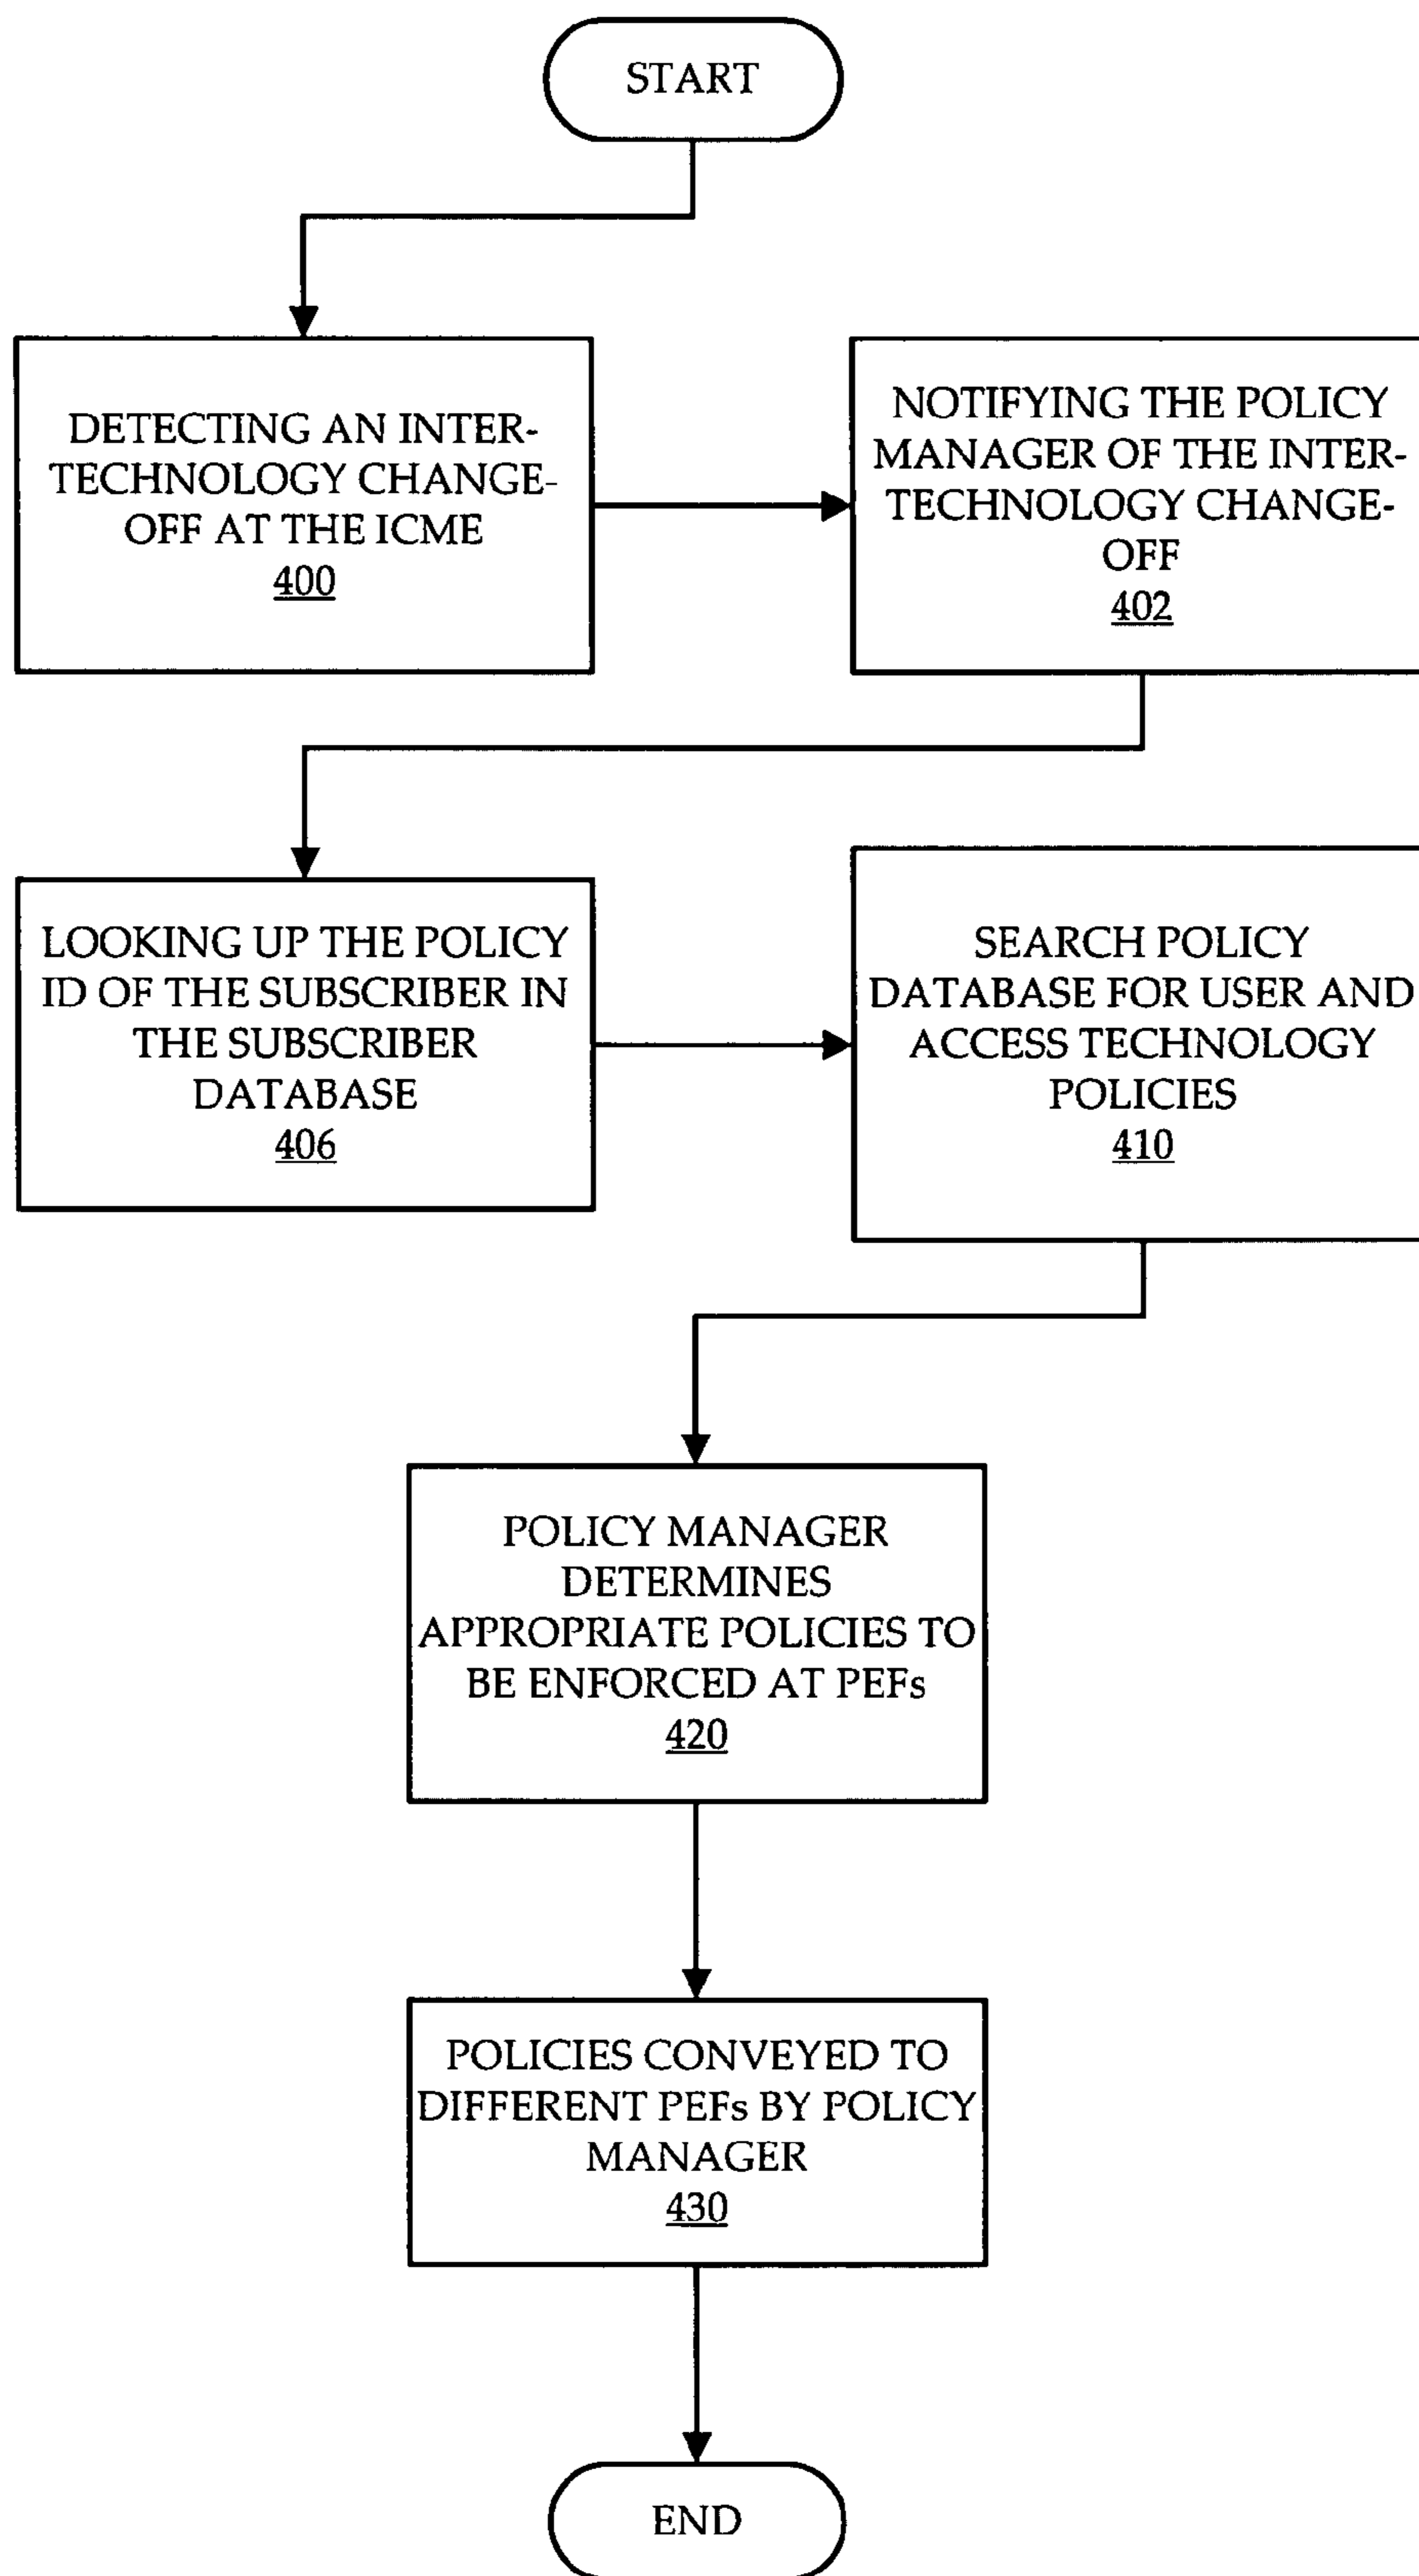 START
DETECTING AN INTER-
TECHNOLOGY CHANGE-
OFF AT THE ICME
400
NOTIFYING THE POLICY
MANAGER OF THE INTER-
TECHNOLOGY CHANGE-
OFF
402
LOOKING UP THE POLICY
ID OF THE SUBSCRIBER IN
THE SUBSCRIBER
DATABASE
406
SEARCH POLICY
DATABASE FOR USER AND
ACCESS TECHNOLOGY
POLICIES
410
POLICY MANAGER
DETERMINES
APPROPRIATE POLICIES TO
BE ENFORCED AT PEFs
420
POLICIES CONVEYED TO
DIFFERENT PEFs BY POLICY
MANAGER
430
END